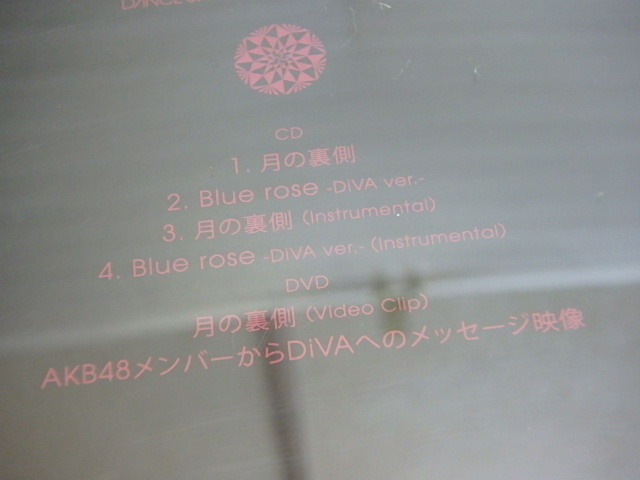 CD
1. 月の裏側
2. Blue rose -DiVA ver.-
3. 月の裏側 (Instrumental)
4. Blue rose -DiVA ver.- (Instrumental)
DVD
月の裏側 (Video Clip)
AKB48メンバーからDiVAへのメッセージ映像